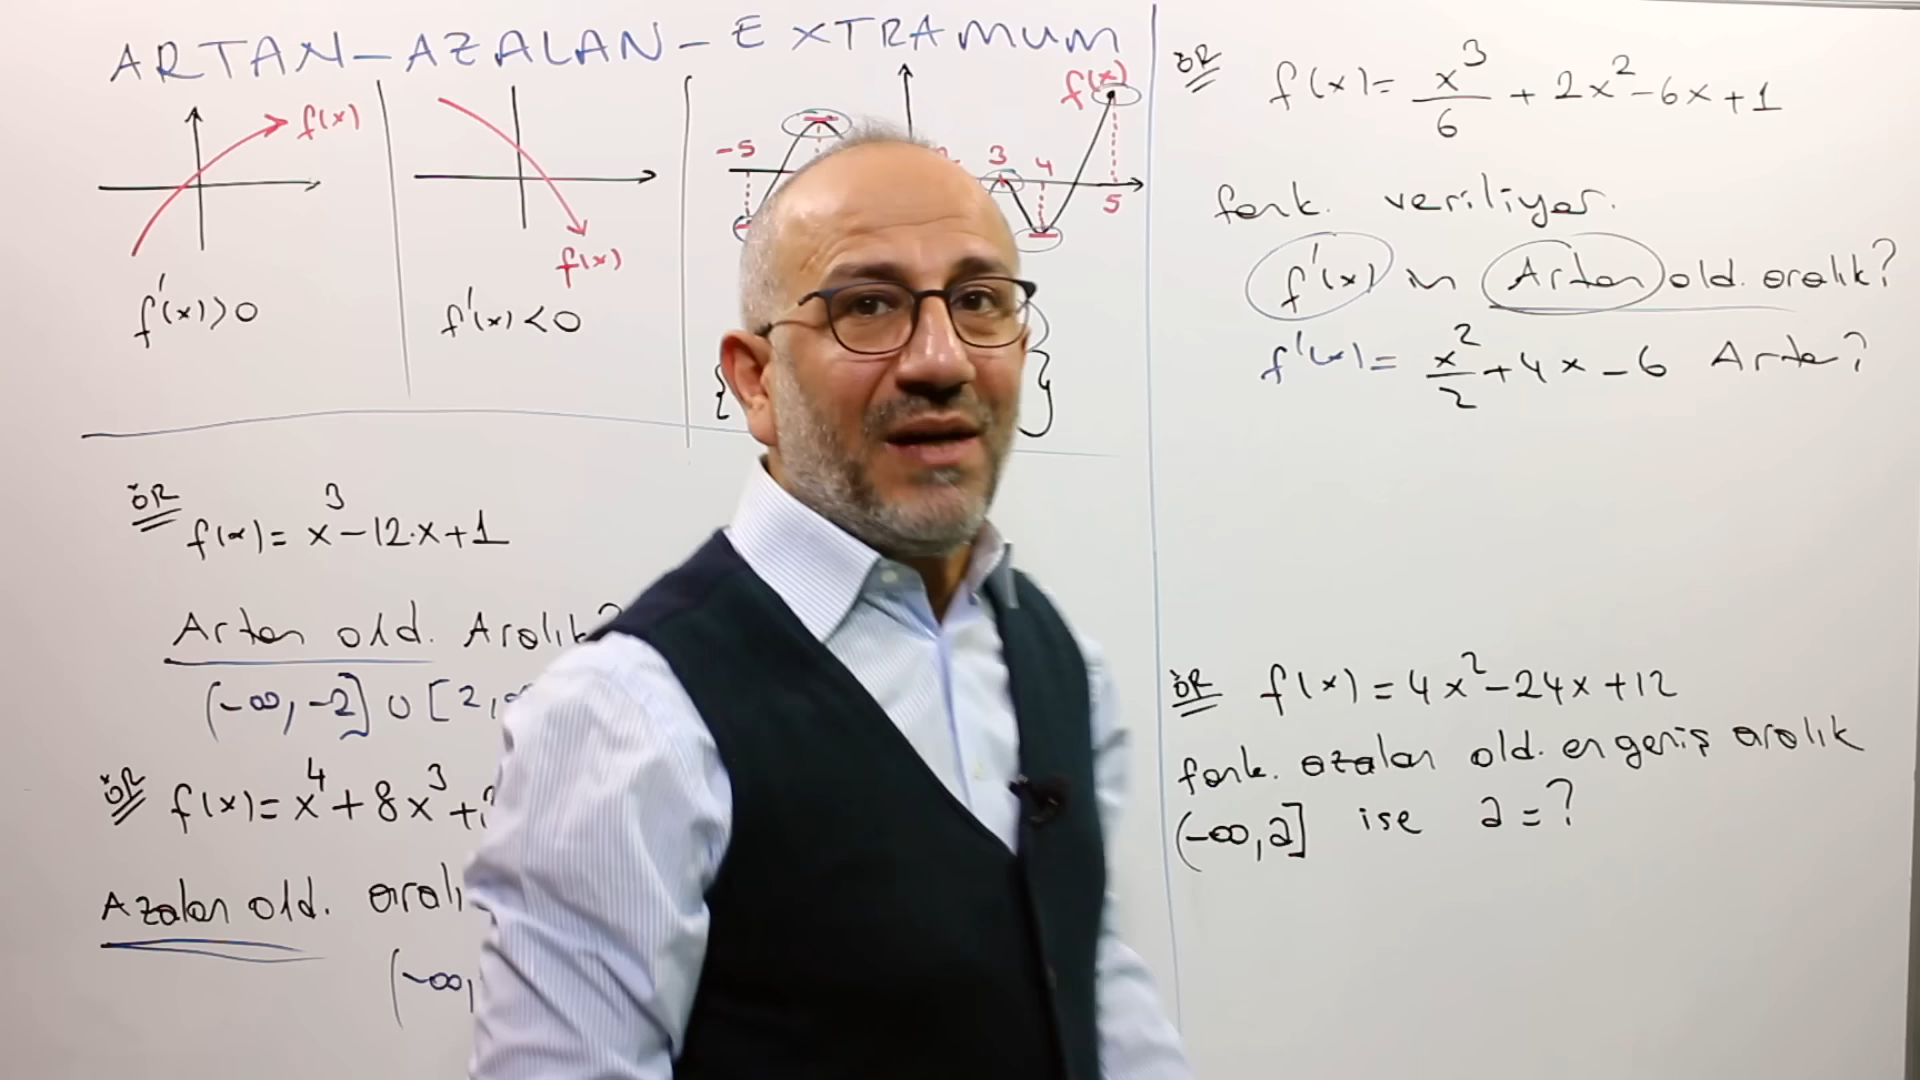 ARTAN-AZALAN-EXTRAMUM
f(x)
f'(x)>0
f(x)
f'(x)<0
f(x)
-5
3
4
5
ÖR
f(x)= x³-12.x+1
Artan old. Aralık?
(-∞,-2] ∪ [2,
ÖR f(x)= x⁴+8x³+
Azalan old. aralı
(-∞,
ÖR f(x)= x³/6 + 2x²-6x+1
fonk. veriliyor.
f'(x) in Artan old. aralık?
f'(x)= x²/2+4x-6 Artan?
ÖR f(x)=4x²-24x+12
fonk. azalan old. en geniş aralık
(-∞,a] ise a=?